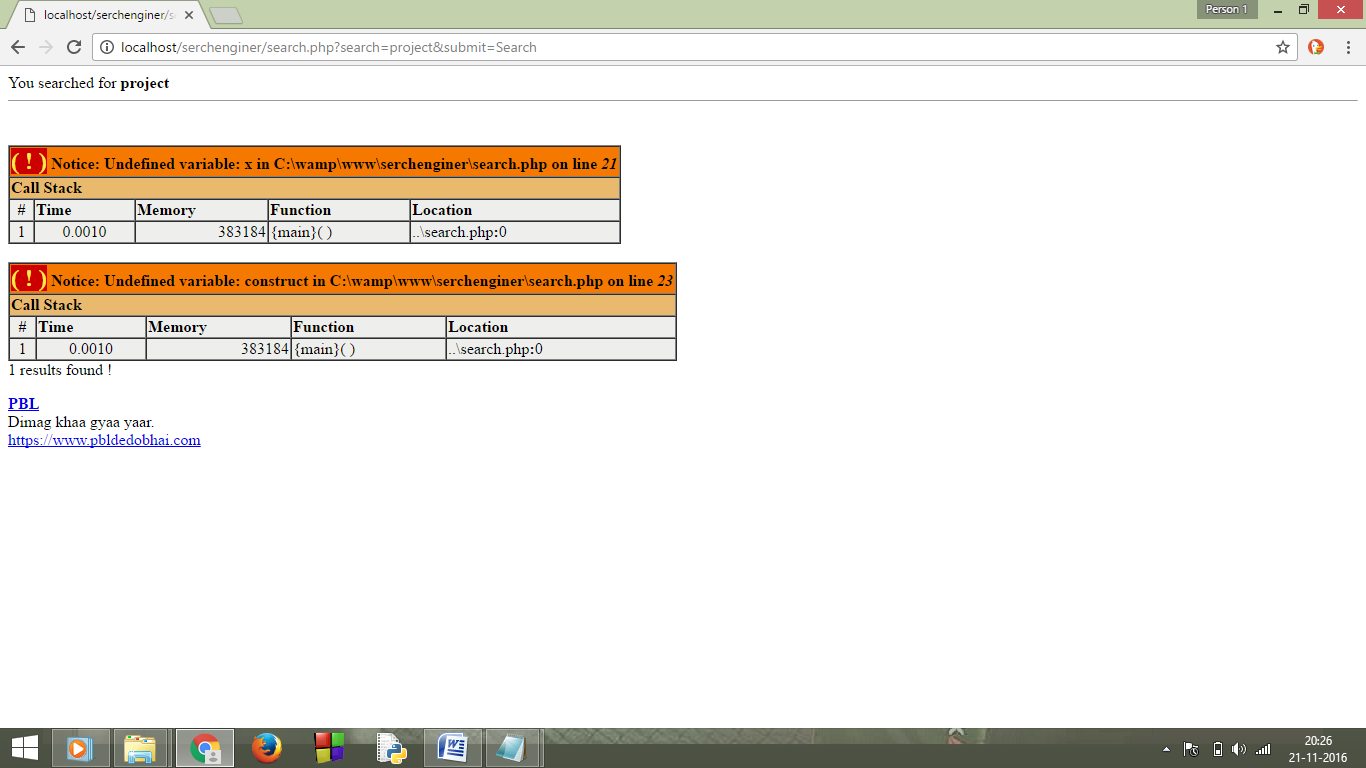 localhost/serchenginer/s
Person 1
localhost/serchenginer/search.php?search=project&submit=Search
You searched for project
( ! ) Notice: Undefined variable: x in C:\wamp\www\serchenginer\search.php on line 21
Call Stack
# Time Memory Function Location
1 0.0010 383184 {main}( ) ..\search.php:0
( ! ) Notice: Undefined variable: construct in C:\wamp\www\serchenginer\search.php on line 23
Call Stack
# Time Memory Function Location
1 0.0010 383184 {main}( ) ..\search.php:0
1 results found !
PBL
Dimag khaa gyaa yaar.
https://www.pbldedobhai.com
20:26
21-11-2016